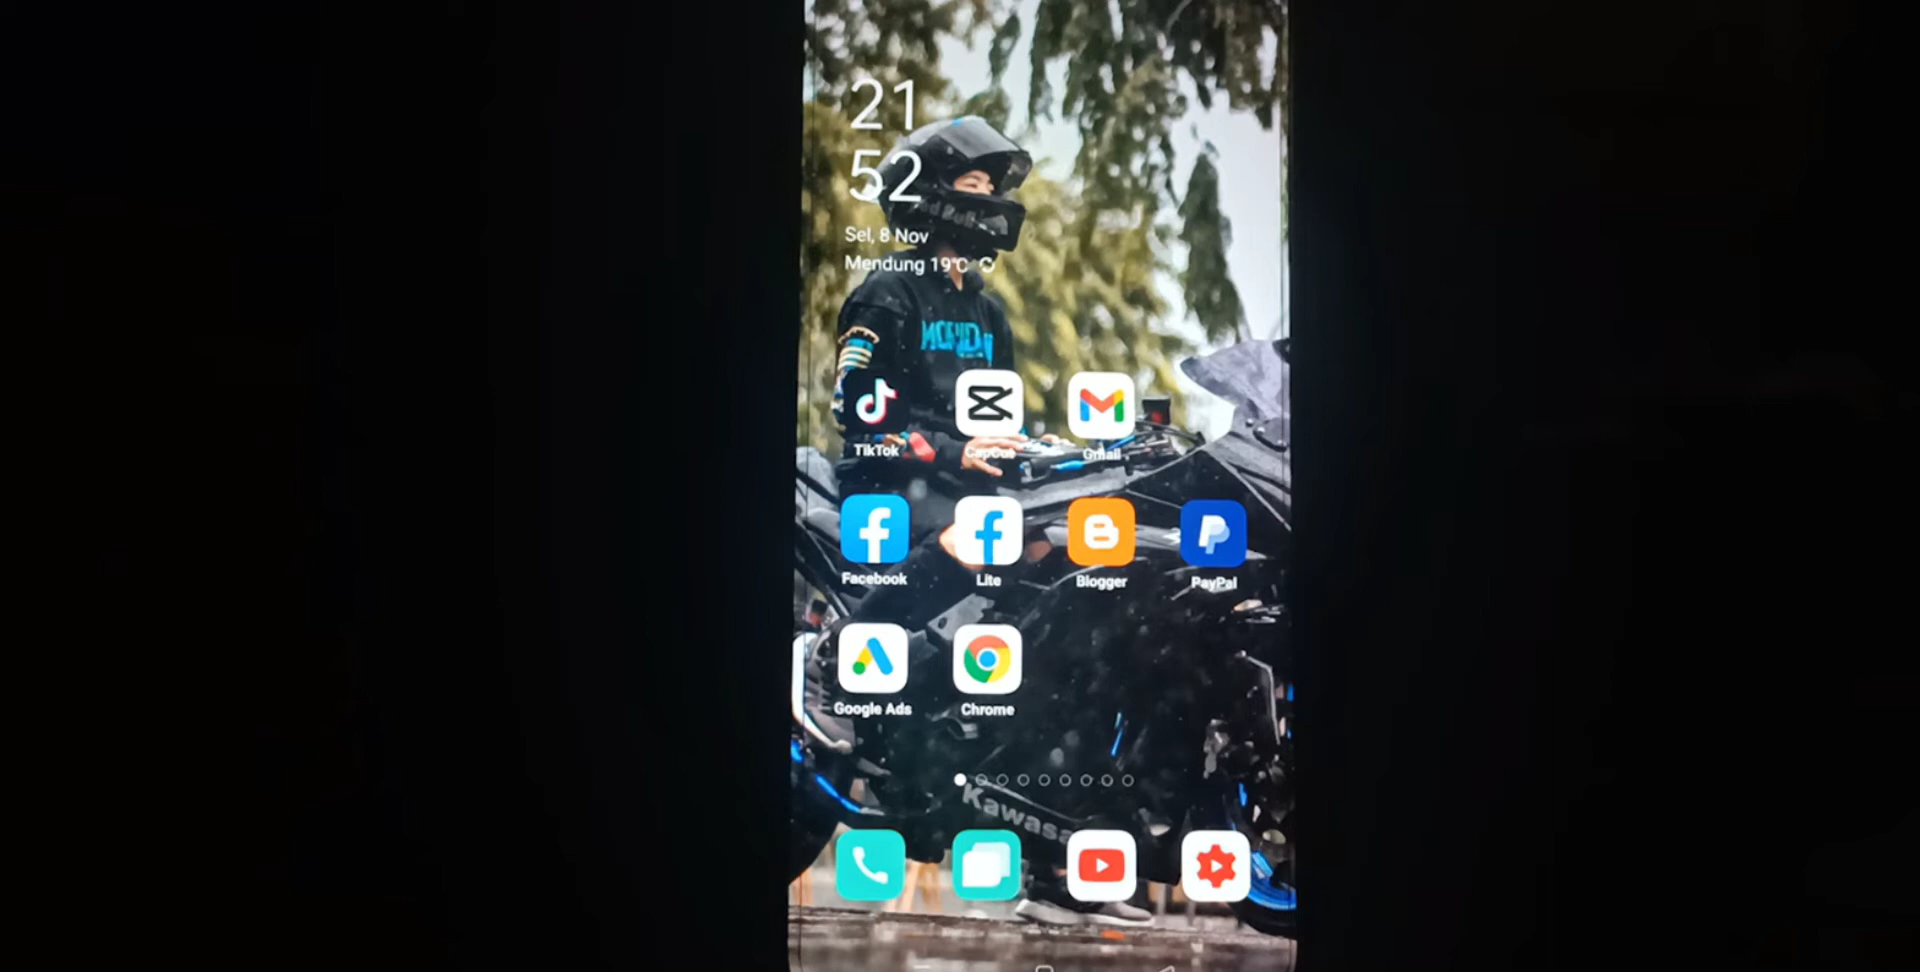 21
52
Sel, 8 Nov
Mendung 19°C
TikTok
CapCut
Gmail
Facebook
Lite
Blogger
PayPal
Google Ads
Chrome
Kawasa